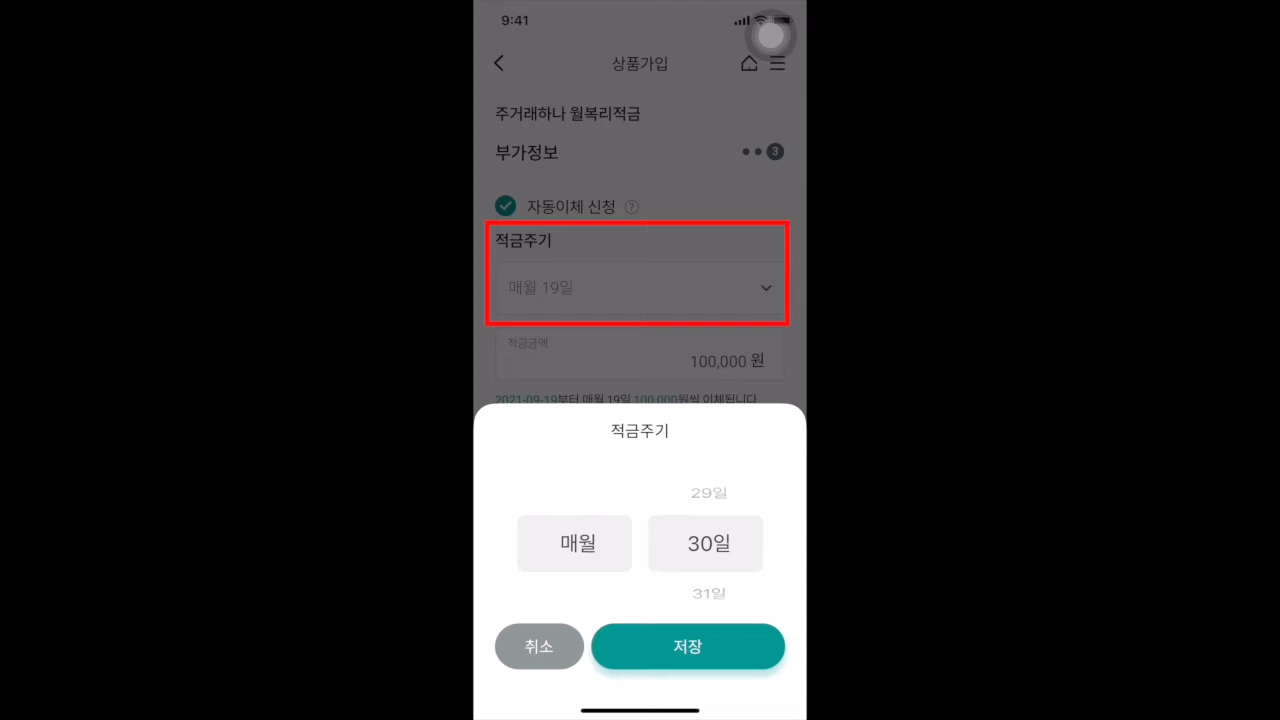 9:41
상품가입
주거래하나 월복리적금
부가정보
3
자동이체 신청 ?
적금주기
매월 19일
적금금액
100,000 원
2021-09-19부터 매월 19일 100,000원씩 이체됩니다.
적금주기
29일
매월 30일
31일
취소 저장